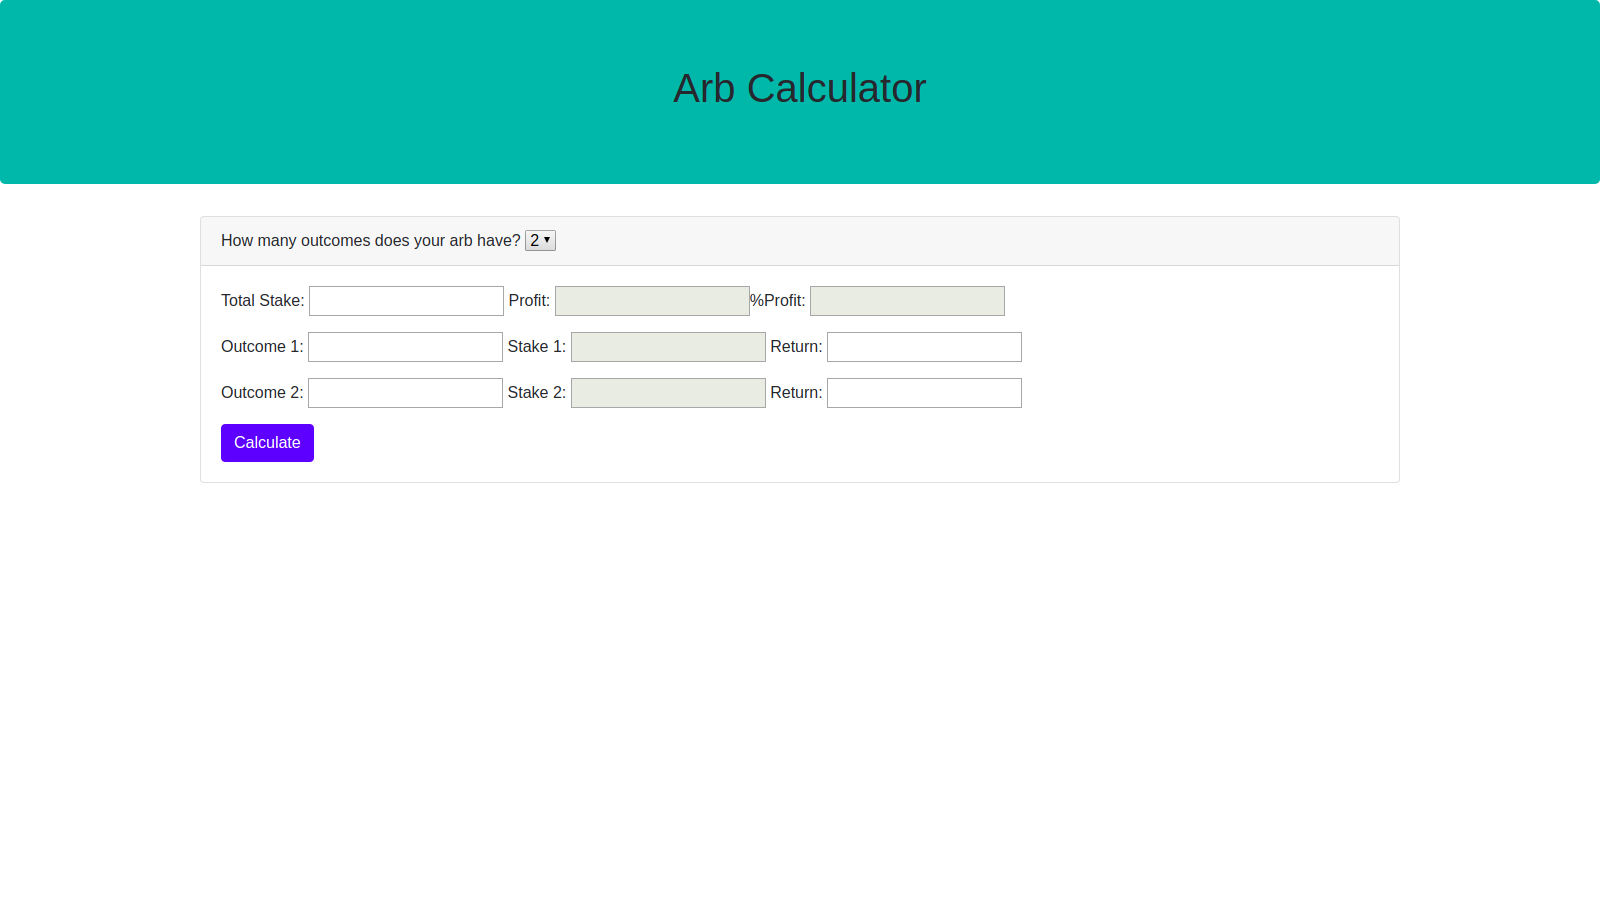 Arb Calculator
How many outcomes does your arb have? 2
Total Stake: Profit: %Profit:
Outcome 1: Stake 1: Return:
Outcome 2: Stake 2: Return:
Calculate